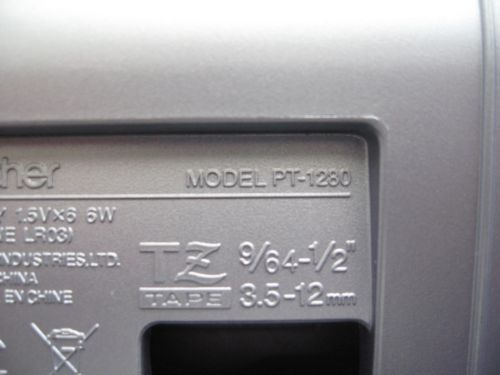 ther MODEL PT-1280
1.5V×6 6W
E LR03)
INDUSTRIES,LTD.
CHINA
EN CHINE
TZ TAPE
9/64-1/2"
3.5-12mm